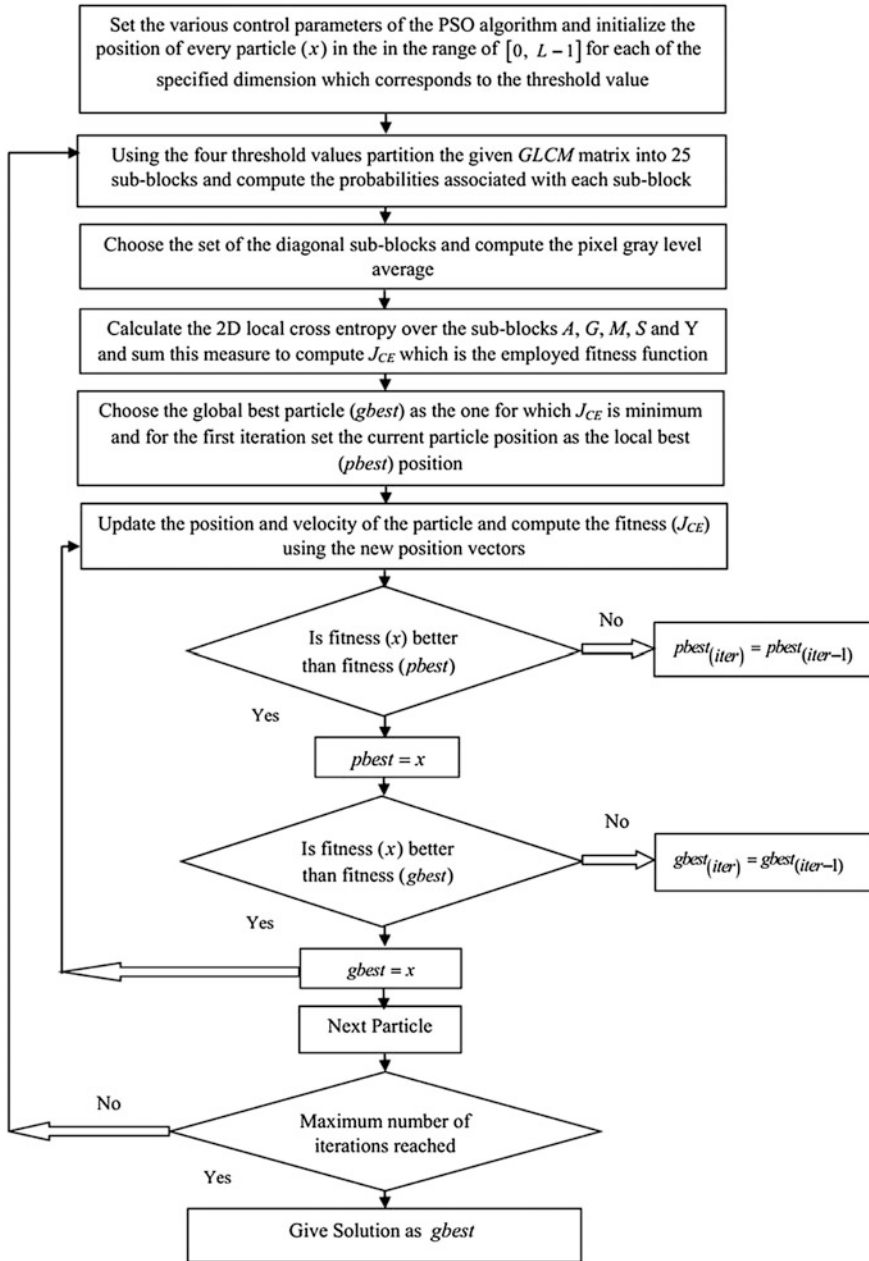 Set the various control parameters of the PSO algorithm and initialize the
position of every particle (x) in the in the range of [0, L − 1] for each of the
specified dimension which corresponds to the threshold value
Using the four threshold values partition the given GLCM matrix into 25
sub-blocks and compute the probabilities associated with each sub-block
Choose the set of the diagonal sub-blocks and compute the pixel gray level
average
Calculate the 2D local cross entropy over the sub-blocks A, G, M, S and Y
and sum this measure to compute J_CE which is the employed fitness function
Choose the global best particle (gbest) as the one for which J_CE is minimum
and for the first iteration set the current particle position as the local best
(pbest) position
Update the position and velocity of the particle and compute the fitness (J_CE)
using the new position vectors
Is fitness (x) better
than fitness (pbest)
No
pbest(iter) = pbest(iter−1)
Yes
pbest = x
Is fitness (x) better
than fitness (gbest)
No
gbest(iter) = gbest(iter−1)
Yes
gbest = x
Next Particle
No
Maximum number of
iterations reached
Yes
Give Solution as gbest